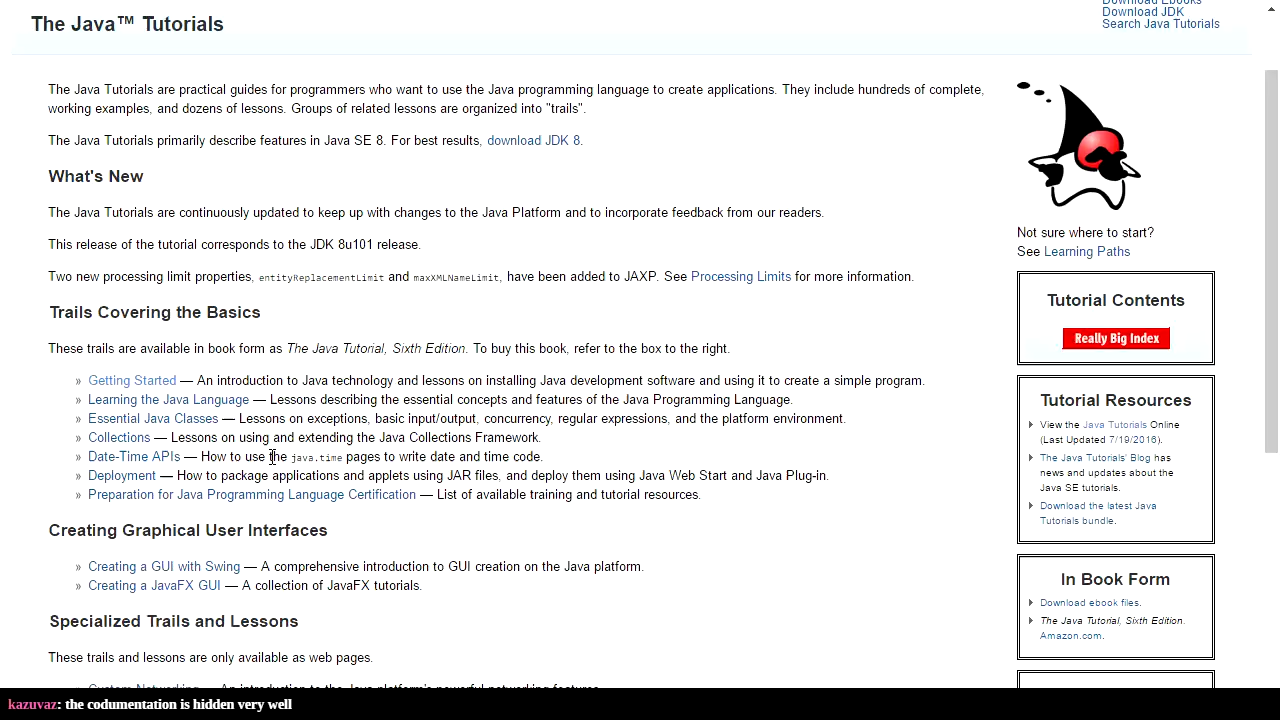 Download Ebooks
The Java™ Tutorials
Download JDK
Search Java Tutorials
The Java Tutorials are practical guides for programmers who want to use the Java programming language to create applications. They include hundreds of complete,
working examples, and dozens of lessons. Groups of related lessons are organized into "trails".
The Java Tutorials primarily describe features in Java SE 8. For best results, download JDK 8.
What's New
The Java Tutorials are continuously updated to keep up with changes to the Java Platform and to incorporate feedback from our readers.
This release of the tutorial corresponds to the JDK 8u101 release.
Two new processing limit properties, entityReplacementLimit and maxXMLNameLimit, have been added to JAXP. See Processing Limits for more information.
Trails Covering the Basics
These trails are available in book form as The Java Tutorial, Sixth Edition. To buy this book, refer to the box to the right.
» Getting Started — An introduction to Java technology and lessons on installing Java development software and using it to create a simple program.
» Learning the Java Language — Lessons describing the essential concepts and features of the Java Programming Language.
» Essential Java Classes — Lessons on exceptions, basic input/output, concurrency, regular expressions, and the platform environment.
» Collections — Lessons on using and extending the Java Collections Framework.
» Date-Time APIs — How to use the java.time pages to write date and time code.
» Deployment — How to package applications and applets using JAR files, and deploy them using Java Web Start and Java Plug-in.
» Preparation for Java Programming Language Certification — List of available training and tutorial resources.
Creating Graphical User Interfaces
» Creating a GUI with Swing — A comprehensive introduction to GUI creation on the Java platform.
» Creating a JavaFX GUI — A collection of JavaFX tutorials.
Specialized Trails and Lessons
These trails and lessons are only available as web pages.
» Custom Networking — An introduction to the Java platform's powerful networking features.
Not sure where to start?
See Learning Paths
Tutorial Contents
Really Big Index
Tutorial Resources
View the Java Tutorials Online
(Last Updated 7/19/2016).
The Java Tutorials' Blog has
news and updates about the
Java SE tutorials.
Download the latest Java
Tutorials bundle.
In Book Form
Download ebook files.
The Java Tutorial, Sixth Edition.
Amazon.com.
kazuvaz: the codumentation is hidden very well